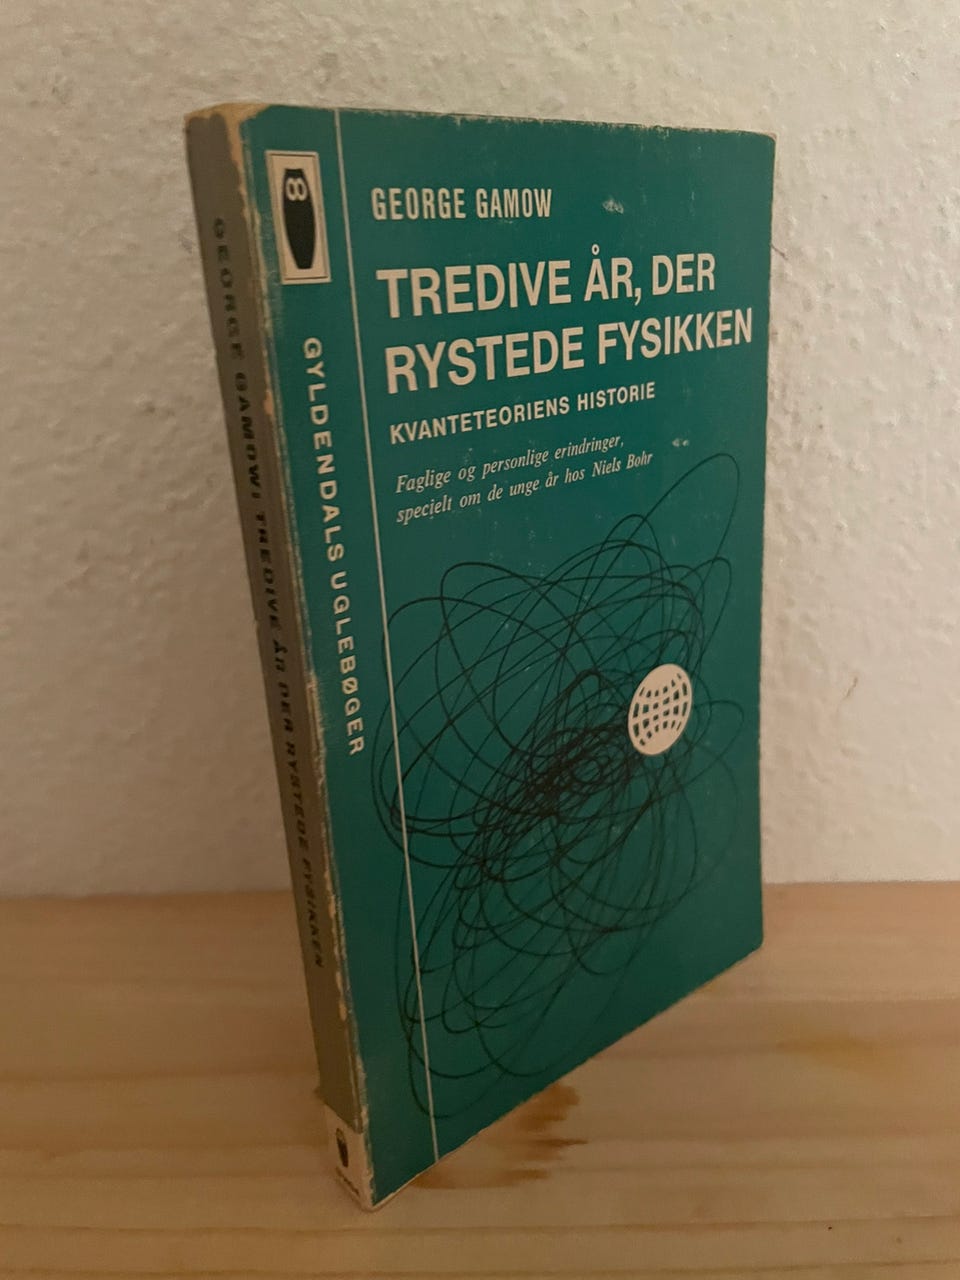 GEORGE GAMOW
TREDIVE ÅR, DER
RYSTEDE FYSIKKEN
KVANTETEORIENS HISTORIE
Faglige og personlige erindringer,
specielt om de unge år hos Niels Bohr
GYLDENDALS UGLEBØGER
GEORGE GAMOW: TREDIVE ÅR DER RYSTEDE FYSIKKEN